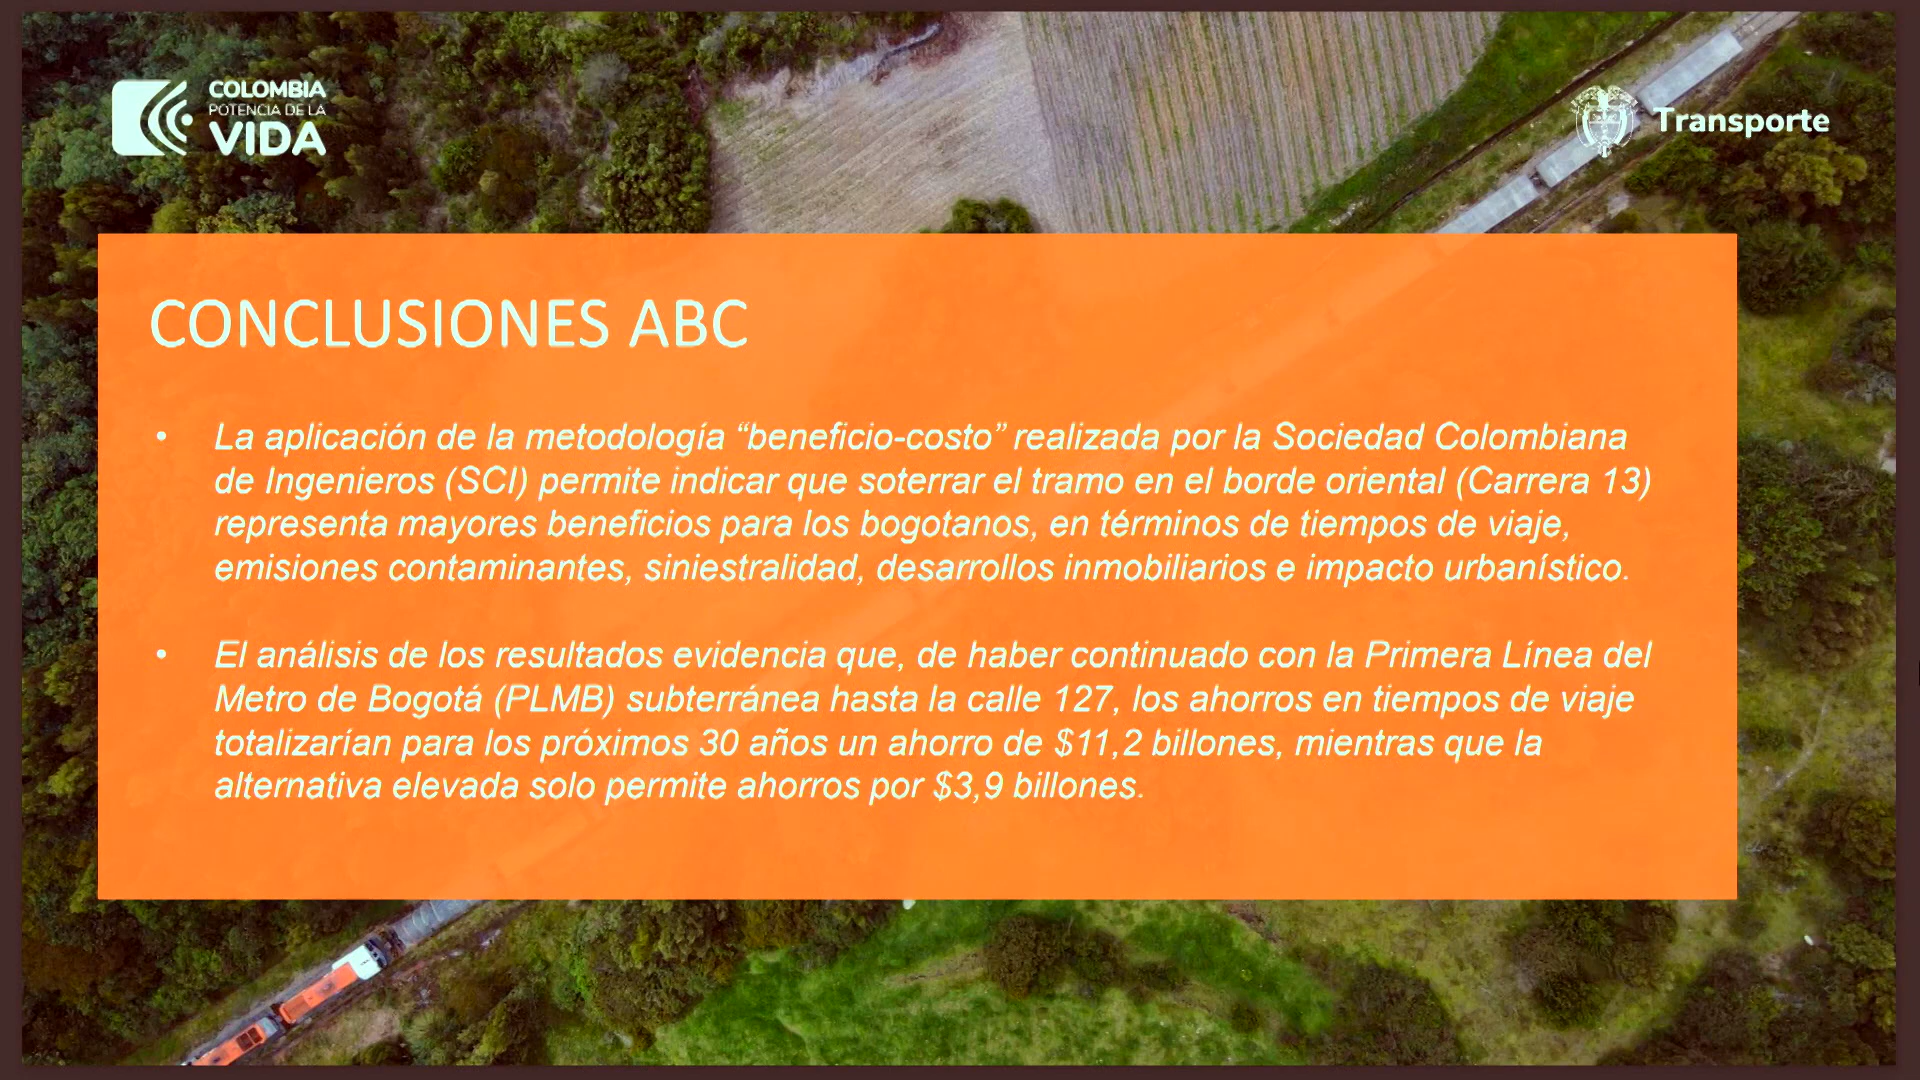 COLOMBIA
POTENCIA DE LA
VIDA
Transporte
CONCLUSIONES ABC
• La aplicación de la metodología “beneficio-costo” realizada por la Sociedad Colombiana
de Ingenieros (SCI) permite indicar que soterrar el tramo en el borde oriental (Carrera 13)
representa mayores beneficios para los bogotanos, en términos de tiempos de viaje,
emisiones contaminantes, siniestralidad, desarrollos inmobiliarios e impacto urbanístico.
• El análisis de los resultados evidencia que, de haber continuado con la Primera Línea del
Metro de Bogotá (PLMB) subterránea hasta la calle 127, los ahorros en tiempos de viaje
totalizarían para los próximos 30 años un ahorro de $11,2 billones, mientras que la
alternativa elevada solo permite ahorros por $3,9 billones.